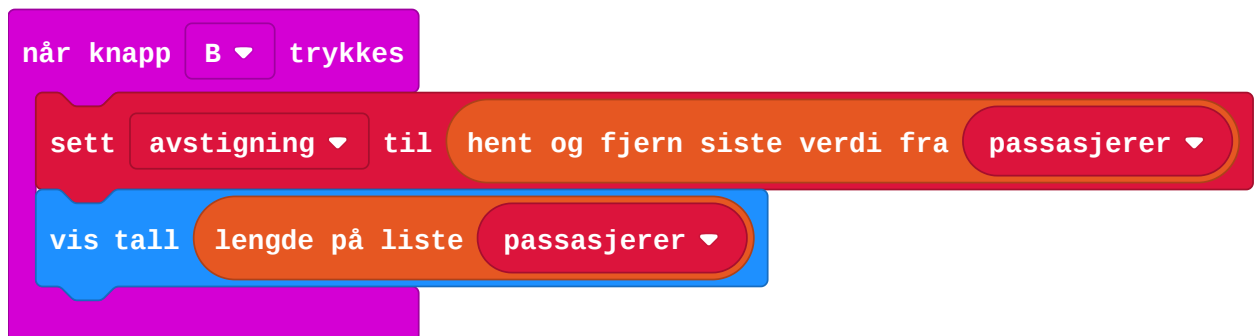 når knapp B trykkes
sett avstigning til hent og fjern siste verdi fra passasjerer
vis tall lengde på liste passasjerer